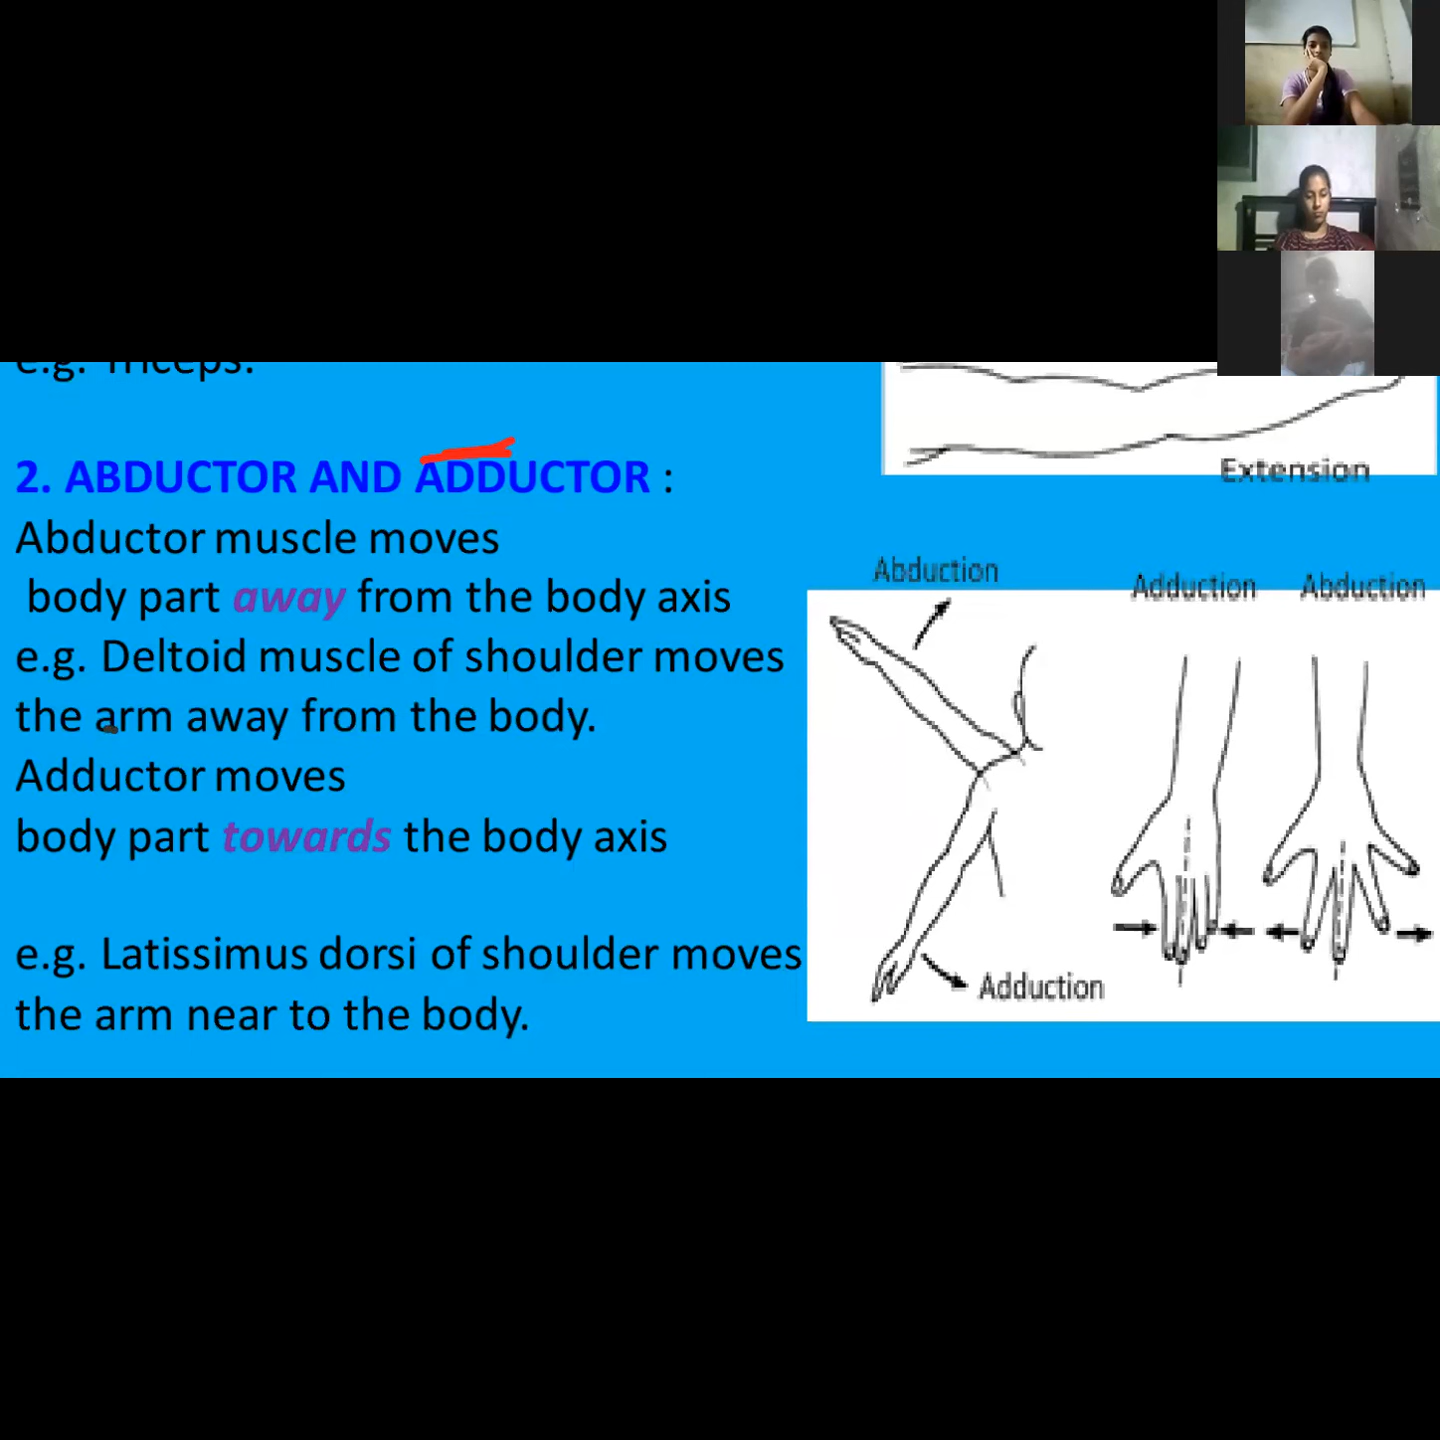 e.g. Triceps.
Extension
2. ABDUCTOR AND ADDUCTOR :
Abductor muscle moves
body part away from the body axis
e.g. Deltoid muscle of shoulder moves
the arm away from the body.
Adductor moves
body part towards the body axis
e.g. Latissimus dorsi of shoulder moves
the arm near to the body.
Abduction
Adduction Abduction
Adduction